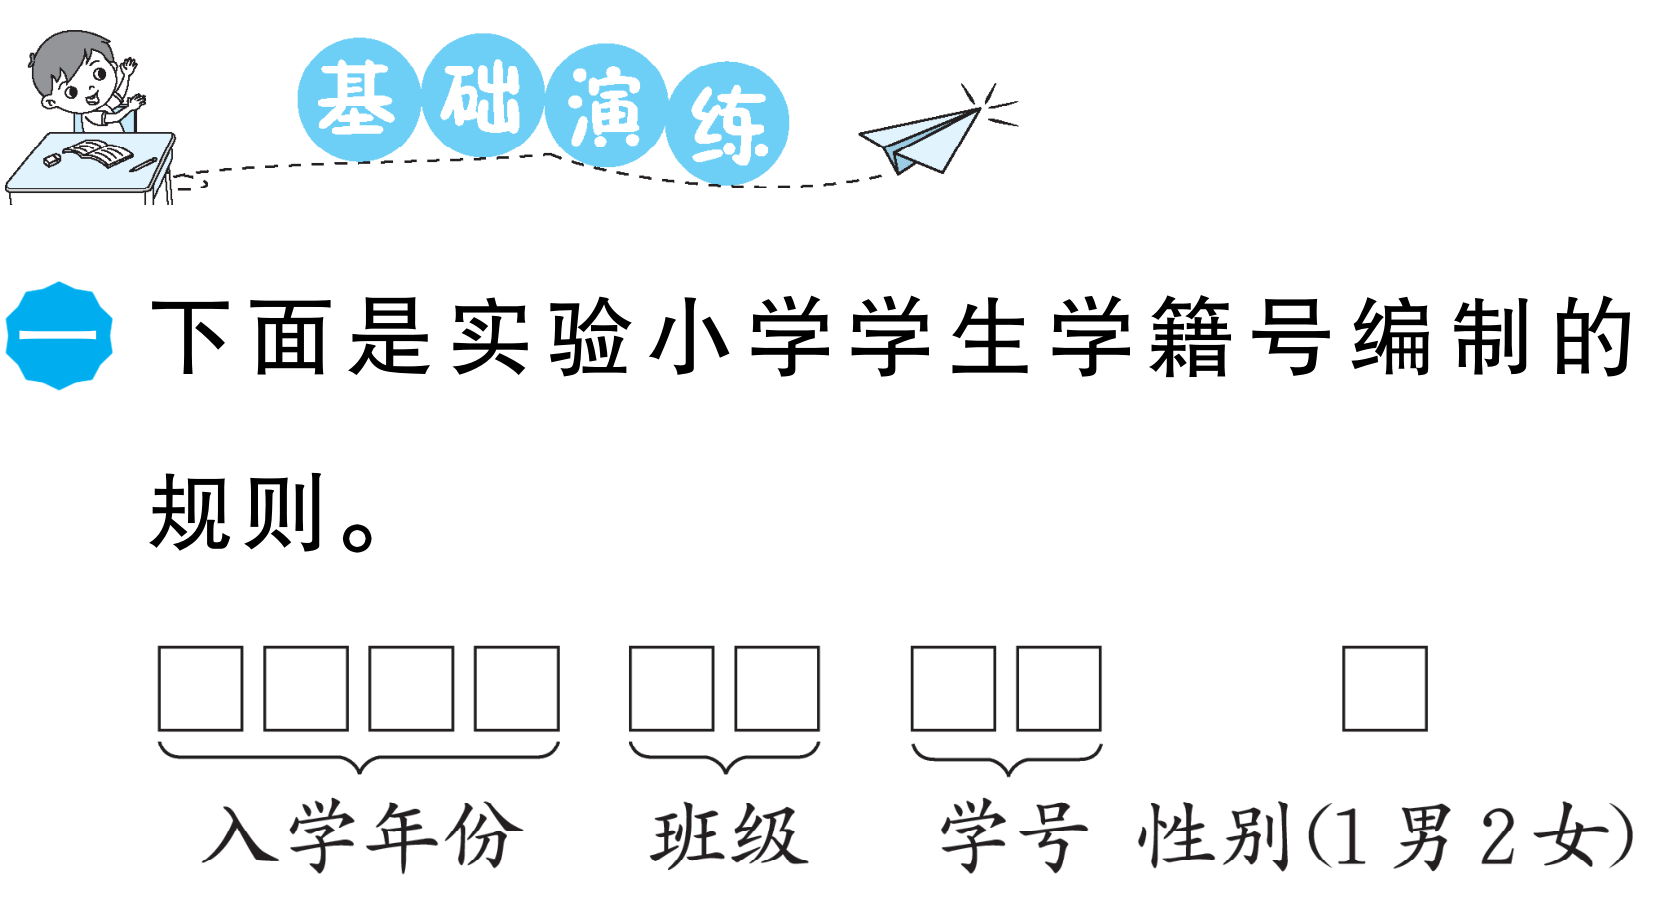 基础演练
一 下面是实验小学学生学籍号编制的
规则。
□□□□ □□ □□ □
入学年份 班级 学号 性别(1男2女)